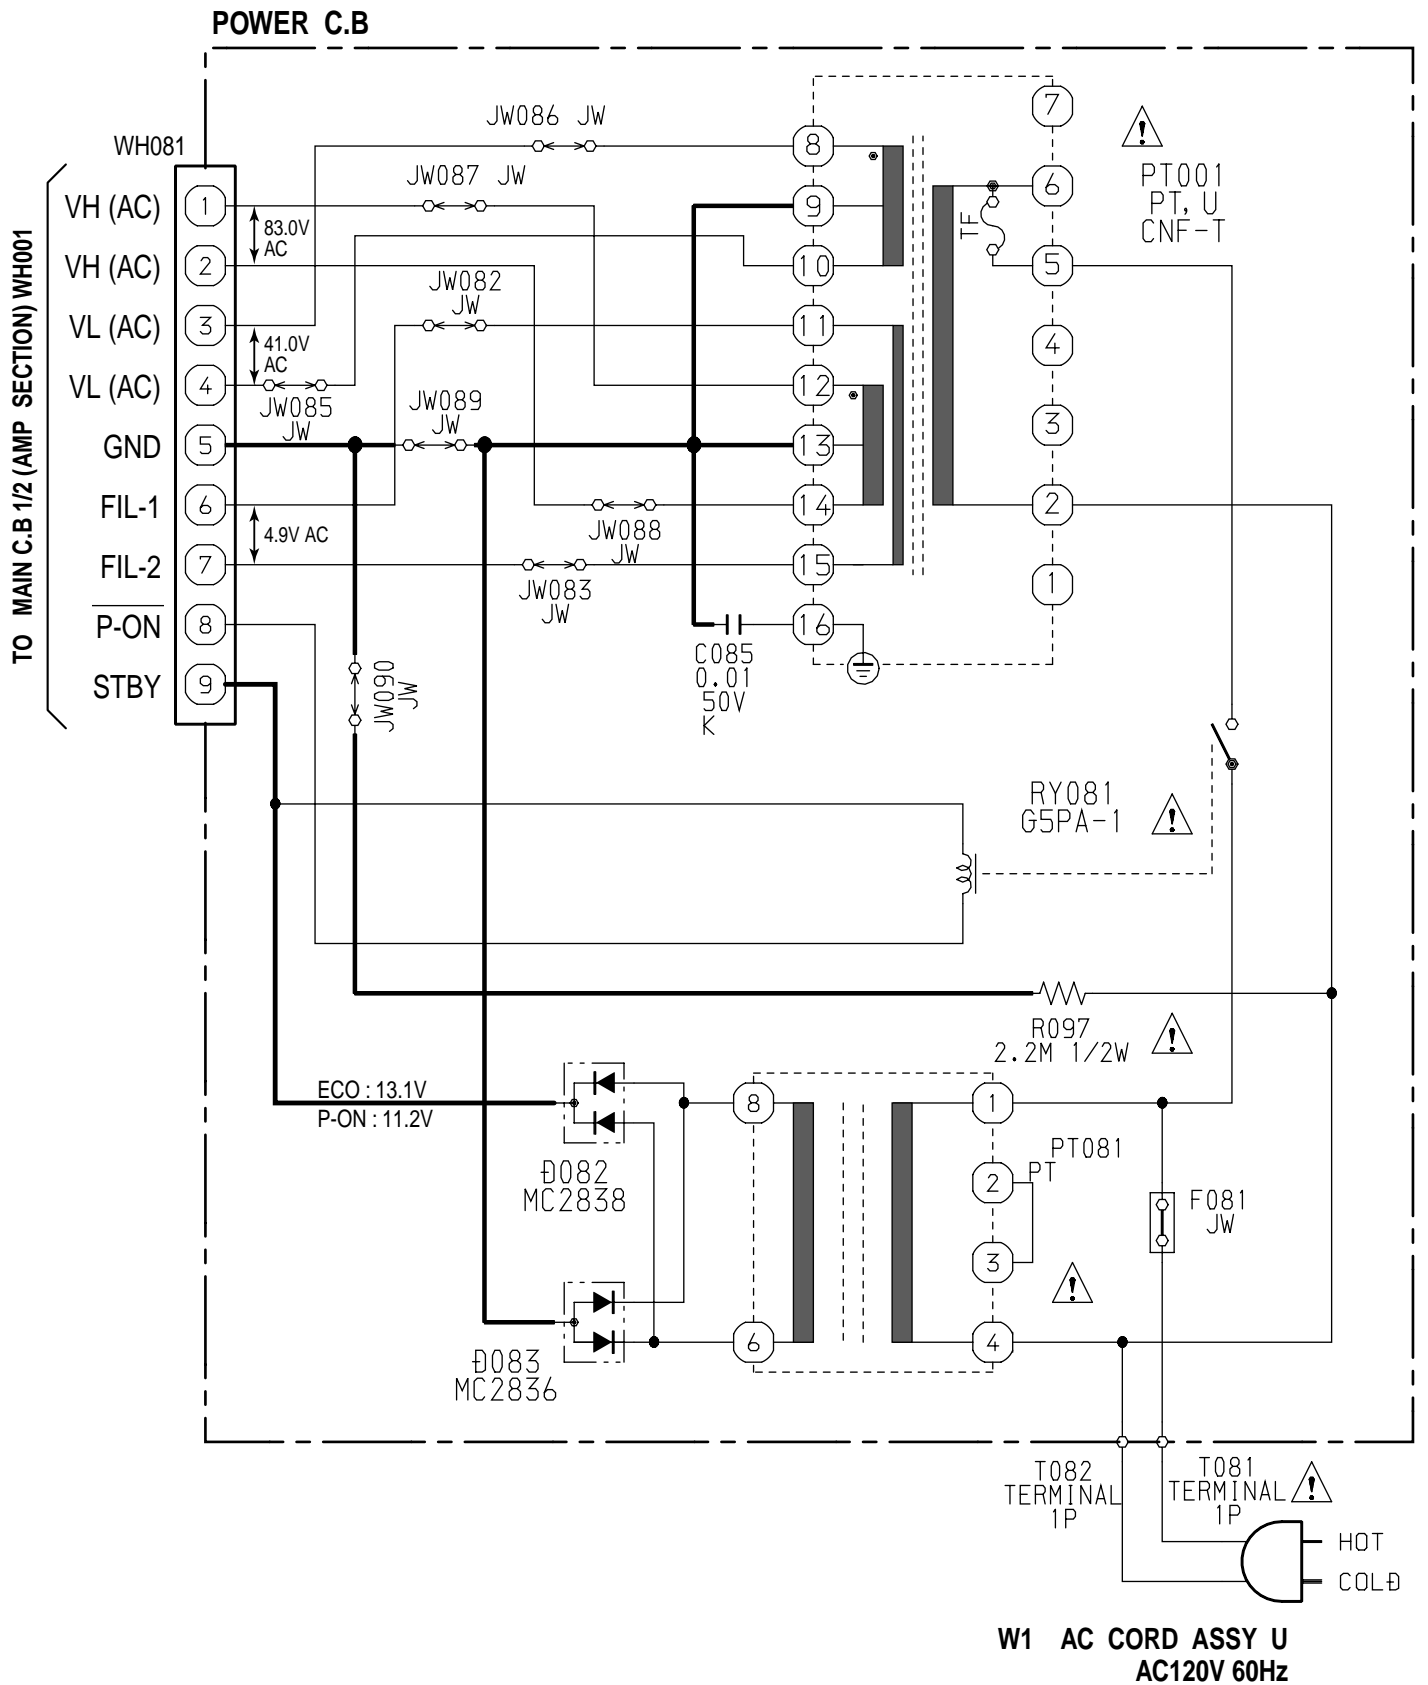 POWER C.B
WH081
TO MAIN C.B 1/2 (AMP SECTION) WH001
VH (AC) 1
VH (AC) 2
VL (AC) 3
VL (AC) 4
GND 5
FIL-1 6
FIL-2 7
P-ON 8
STBY 9
83.0V
AC
41.0V
AC
4.9V AC
JW086 JW
JW087 JW
JW082
JW
JW085
JW
JW089
JW
JW088
JW
JW083
JW
JW090
JW
8
9
10
11
12
13
14
15
16
7
6
5
4
3
2
1
TF
PT001
PT, U
CNF-T
C085
0.01
50V
K
RY081
G5PA-1
R097
2.2M 1/2W
ECO : 13.1V
P-ON : 11.2V
Đ082
MC2838
Đ083
MC2836
8
6
1
2
3
4
PT081
PT
F081
JW
T082
TERMINAL
1P
T081
TERMINAL
1P
HOT
COLĐ
W1 AC CORD ASSY U
AC120V 60Hz